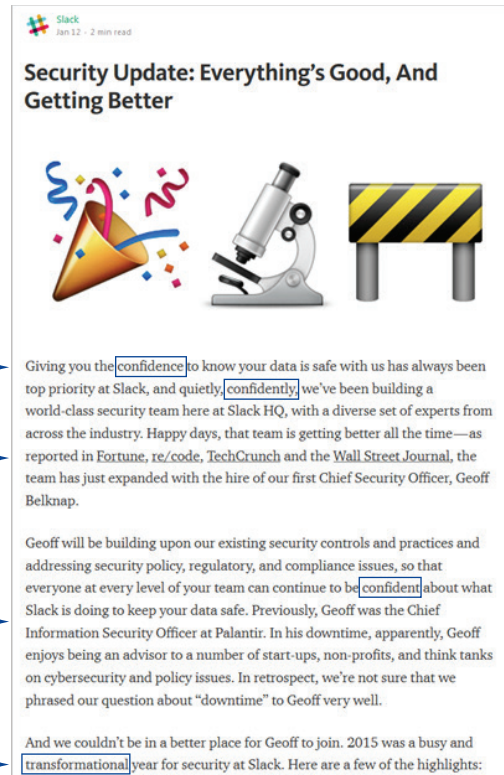 Slack
Jan 12 · 2 min read
Security Update: Everything's Good, And
Getting Better
Giving you the confidence to know your data is safe with us has always been
top priority at Slack, and quietly, confidently, we've been building a
world-class security team here at Slack HQ, with a diverse set of experts from
across the industry. Happy days, that team is getting better all the time—as
reported in Fortune, re/code, TechCrunch and the Wall Street Journal, the
team has just expanded with the hire of our first Chief Security Officer, Geoff
Belknap.
Geoff will be building upon our existing security controls and practices and
addressing security policy, regulatory, and compliance issues, so that
everyone at every level of your team can continue to be confident about what
Slack is doing to keep your data safe. Previously, Geoff was the Chief
Information Security Officer at Palantir. In his downtime, apparently, Geoff
enjoys being an advisor to a number of start-ups, non-profits, and think tanks
on cybersecurity and policy issues. In retrospect, we're not sure that we
phrased our question about “downtime” to Geoff very well.
And we couldn't be in a better place for Geoff to join. 2015 was a busy and
transformational year for security at Slack. Here are a few of the highlights: